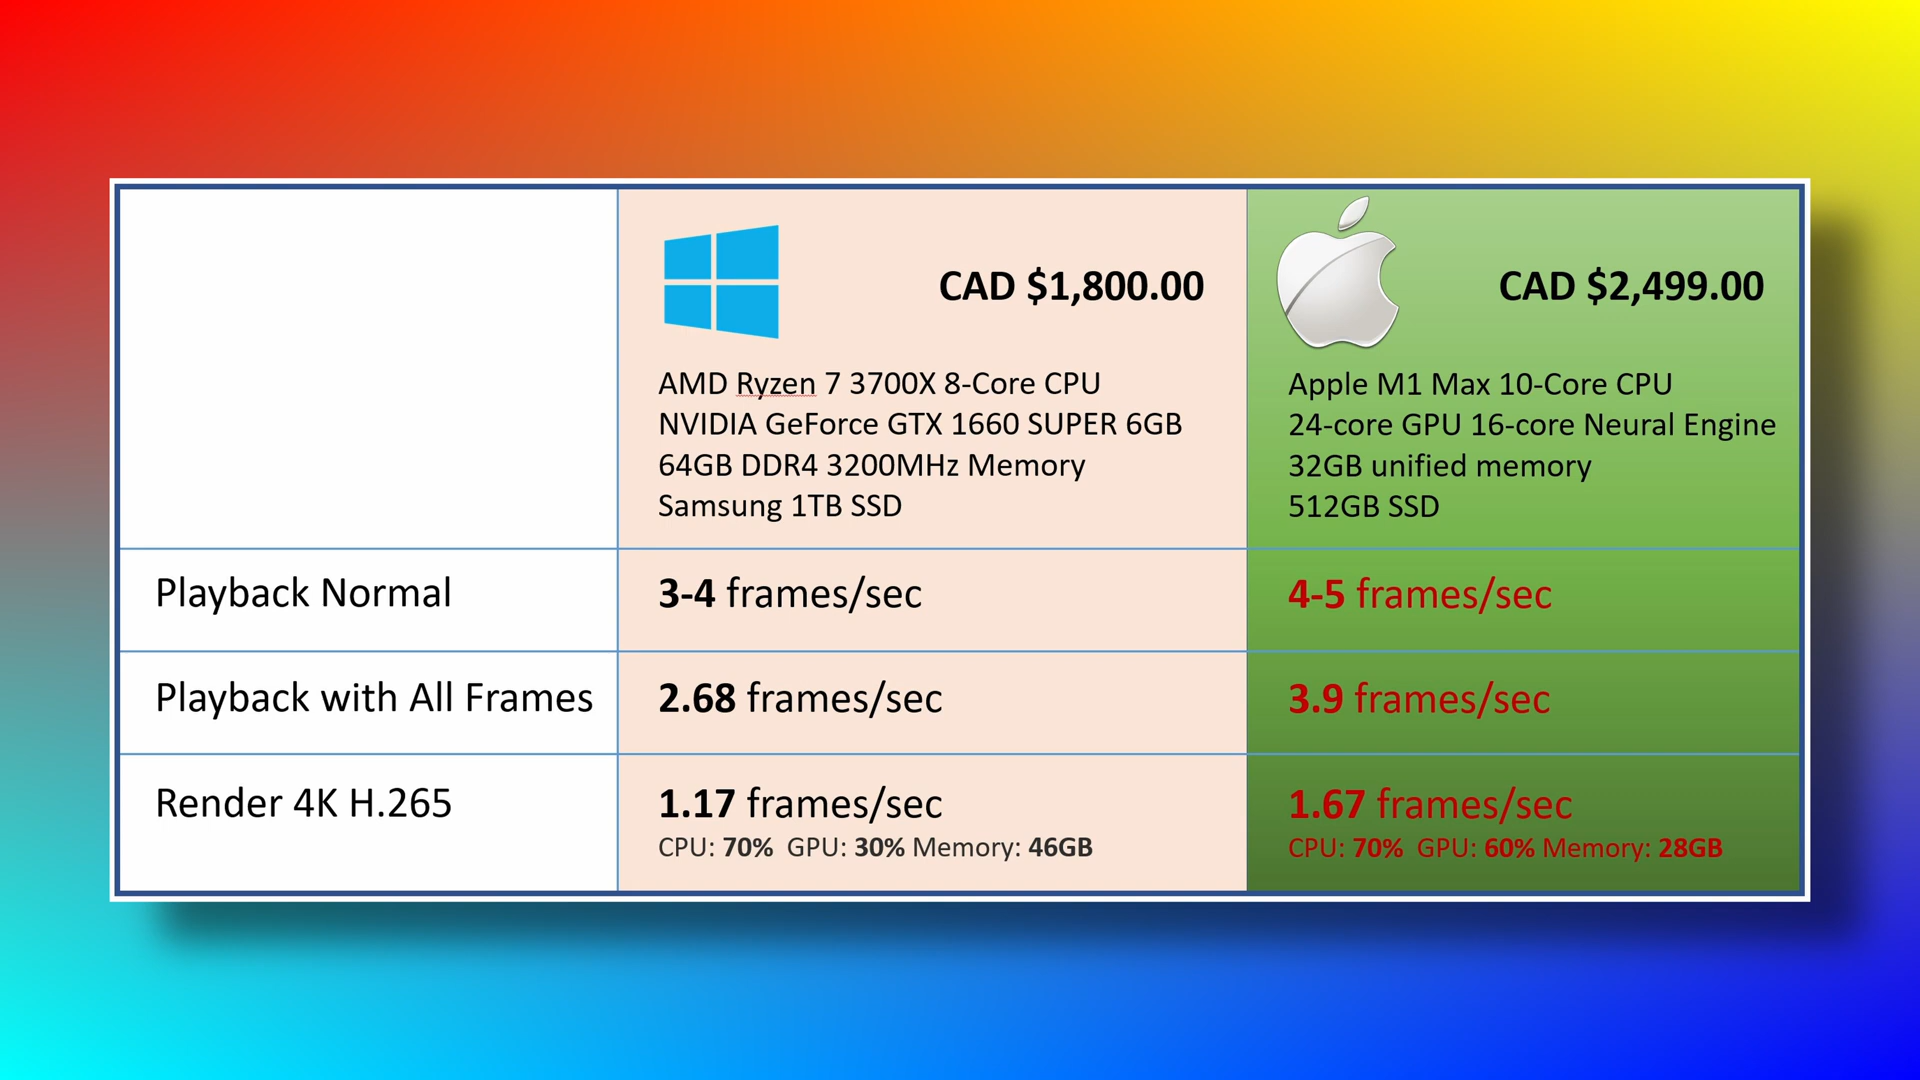 CAD $1,800.00
AMD Ryzen 7 3700X 8-Core CPU
NVIDIA GeForce GTX 1660 SUPER 6GB
64GB DDR4 3200MHz Memory
Samsung 1TB SSD
CAD $2,499.00
Apple M1 Max 10-Core CPU
24-core GPU 16-core Neural Engine
32GB unified memory
512GB SSD
Playback Normal
3-4 frames/sec
4-5 frames/sec
Playback with All Frames
2.68 frames/sec
3.9 frames/sec
Render 4K H.265
1.17 frames/sec
CPU: 70% GPU: 30% Memory: 46GB
1.67 frames/sec
CPU: 70% GPU: 60% Memory: 28GB